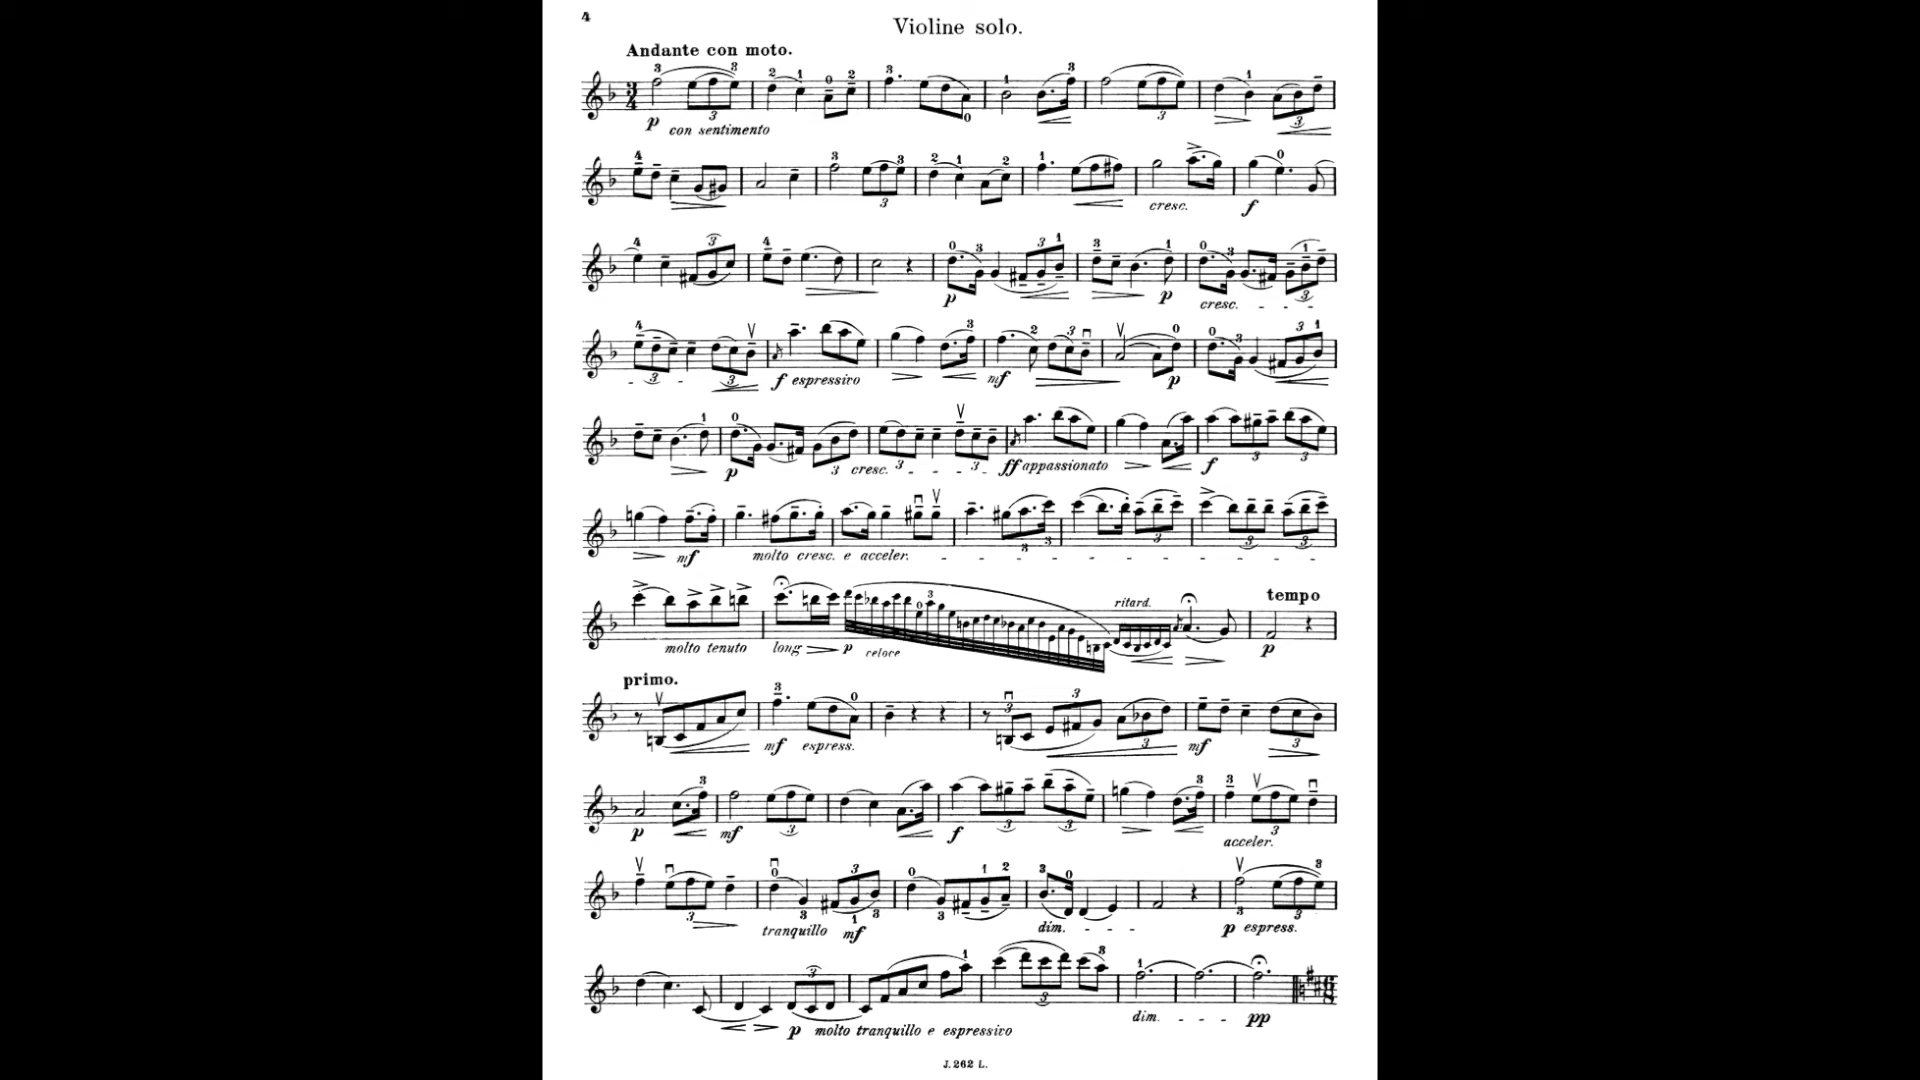 4
Violine solo.
Andante con moto.
p con sentimento
cresc. f
p p cresc.
f espressivo mf p
p cresc. ff appassionato f
mf molto cresc. e acceler.
ritard. tempo
molto tenuto long p veloce p
primo.
mf espress. mf
p mf f acceler.
tranquillo mf dim. p espress.
p molto tranquillo e espressivo dim. pp
J. 262 L.